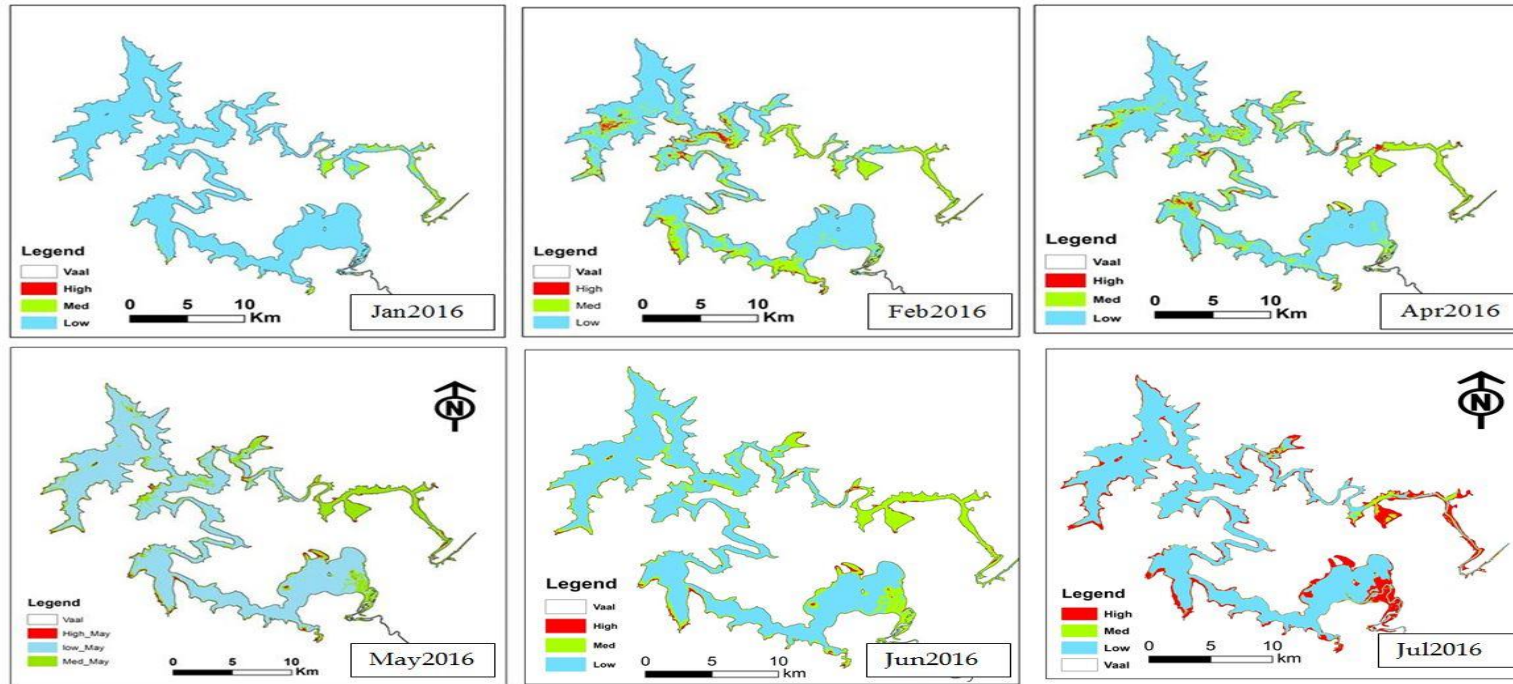 Legend
Vaal
High
Med
Low
0 5 10
Km
Jan2016
Legend
Vaal
High
Med
Low
0 5 10
Km
Feb2016
Legend
Vaal
High
Med
Low
0 5 10
Km
Apr2016
N
Legend
Vaal
High_May
low_May
Med_May
0 5 10
Km
May2016
Legend
Vaal
High
Med
Low
0 5 10
km
Jun2016
N
Legend
High
Med
Low
Vaal
0 5 10
km
Jul2016